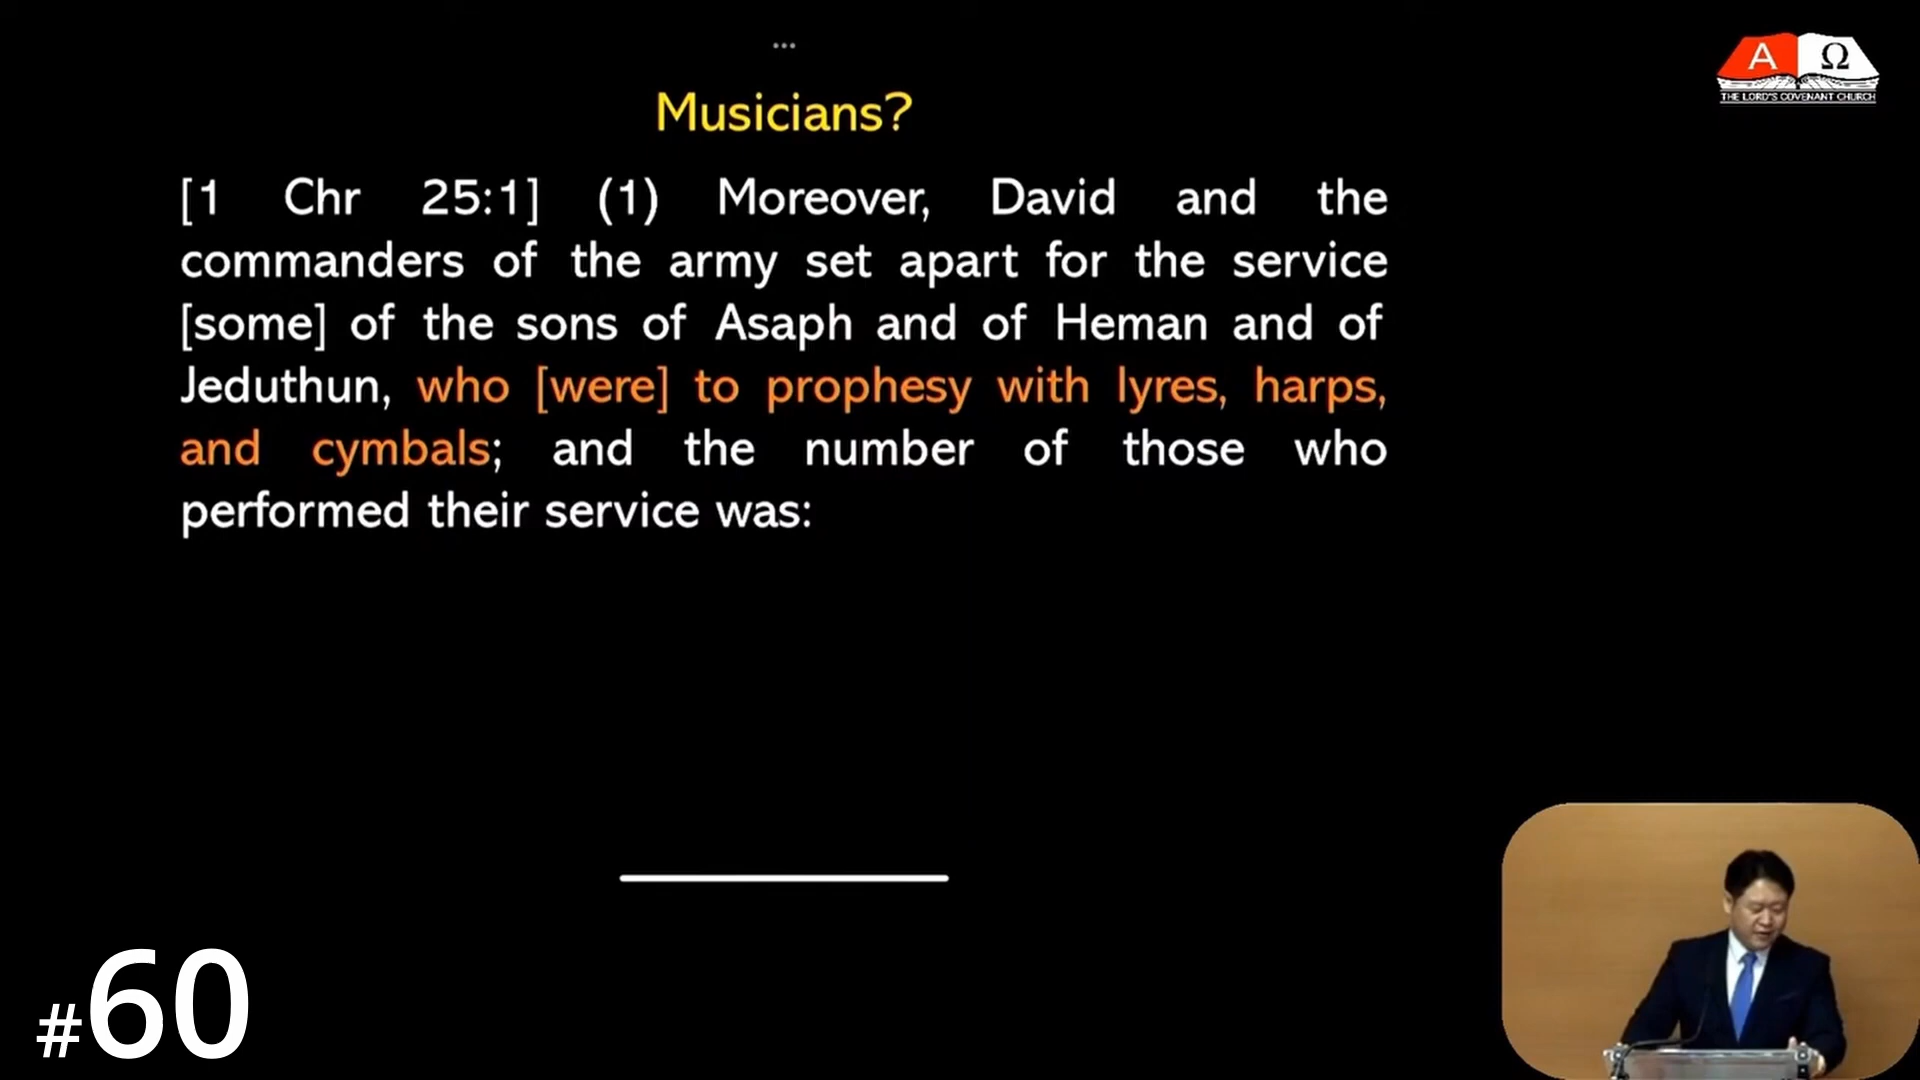 ...
Musicians?
[1 Chr 25:1] (1) Moreover, David and the
commanders of the army set apart for the service
[some] of the sons of Asaph and of Heman and of
Jeduthun, who [were] to prophesy with lyres, harps,
and cymbals; and the number of those who
performed their service was:
A Ω
THE LORD'S COVENANT CHURCH
#60